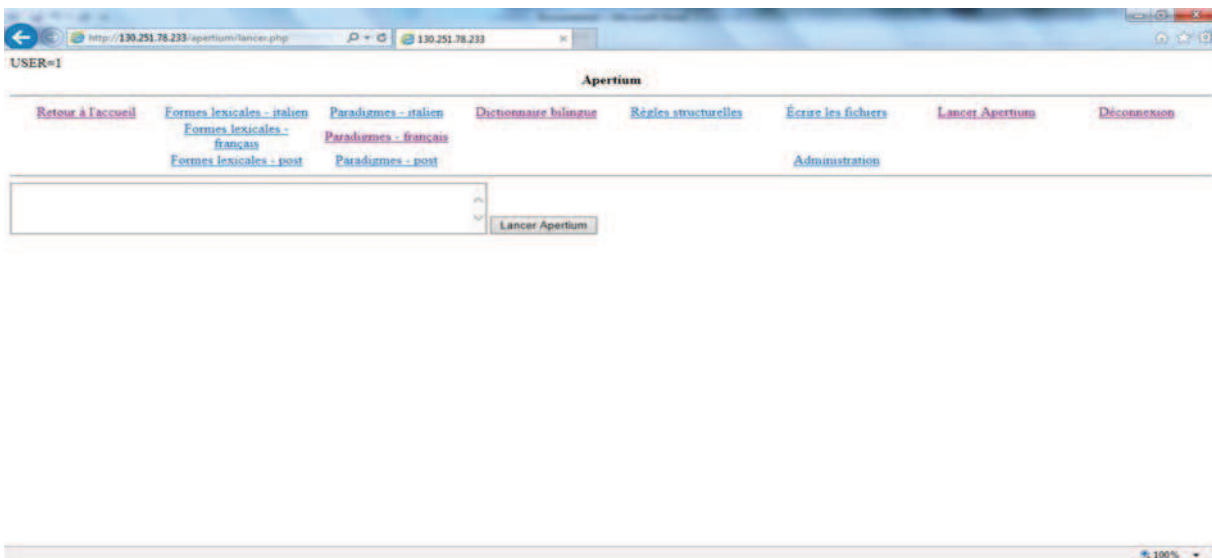 http://130.251.78.233/apertium/lancer.php
130.251.78.233
USER=1
Apertium
Retour à l'accueil Formes lexicales - italien Paradigmes - italien Dictionnaire bilingue Règles structurelles Écrire les fichiers Lancer Apertium Déconnexion
Formes lexicales - français Paradigmes - français
Formes lexicales - post Paradigmes - post Administration
Lancer Apertium
100%